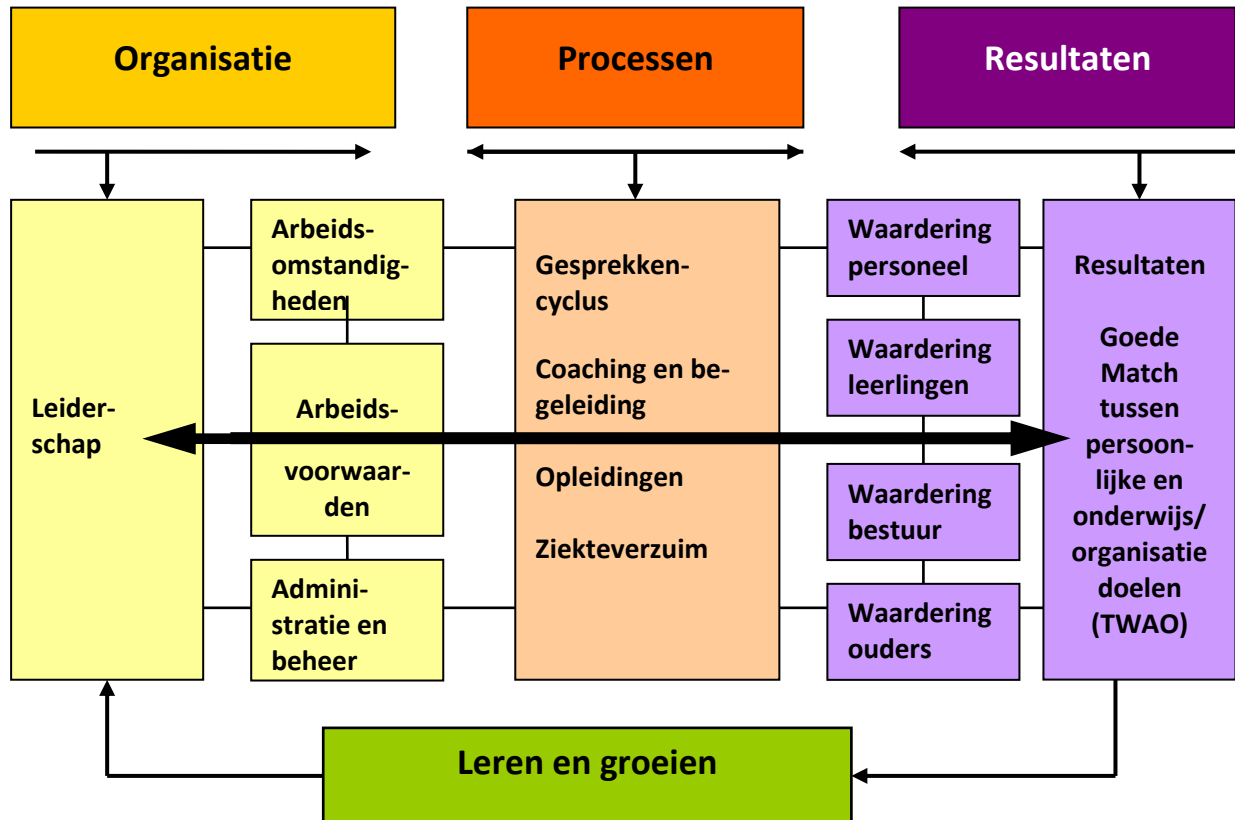 Organisatie
Processen
Resultaten
Leider-
schap
Arbeids-
omstandig-
heden
Arbeids-
voorwaar-
den
Admini-
stratie en
beheer
Gesprekken-
cyclus
Coaching en be-
geleiding
Opleidingen
Ziekteverzuim
Waardering
personeel
Waardering
leerlingen
Waardering
bestuur
Waardering
ouders
Resultaten
Goede
Match
tussen
persoon-
lijke en
onderwijs/
organisatie
doelen
(TWAO)
Leren en groeien